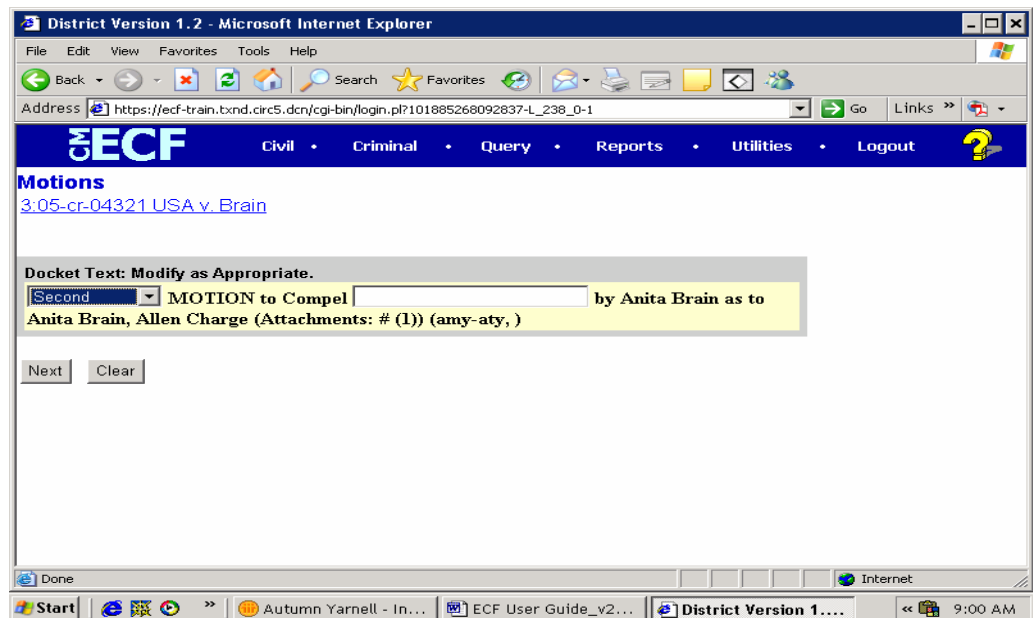 District Version 1.2 - Microsoft Internet Explorer
File Edit View Favorites Tools Help
Back Search Favorites
Address https://ecf-train.txnd.circ5.dcn/cgi-bin/login.pl?101885268092837-L_238_0-1 Go Links »
CM ECF Civil • Criminal • Query • Reports • Utilities • Logout ?
Motions
3:05-cr-04321 USA v. Brain
Docket Text: Modify as Appropriate.
Second MOTION to Compel by Anita Brain as to
Anita Brain, Allen Charge (Attachments: # (1)) (amy-aty, )
Next Clear
Done Internet
Start » Autumn Yarnell - In... ECF User Guide_v2... District Version 1.... « 9:00 AM